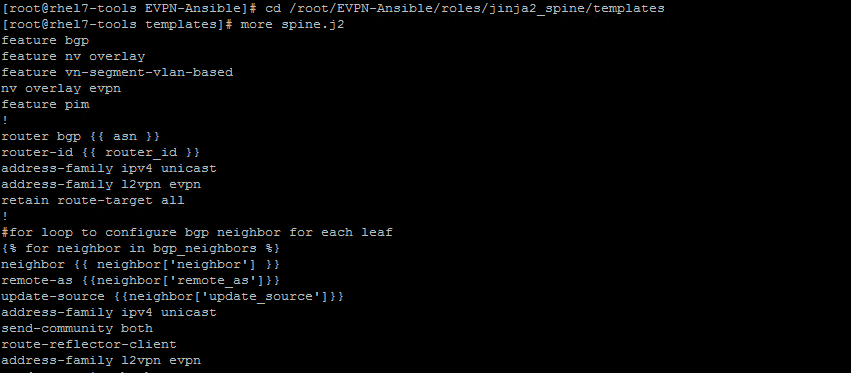 [root@rhel7-tools EVPN-Ansible]# cd /root/EVPN-Ansible/roles/jinja2_spine/templates
[root@rhel7-tools templates]# more spine.j2
feature bgp
feature nv overlay
feature vn-segment-vlan-based
nv overlay evpn
feature pim
!
router bgp {{ asn }}
router-id {{ router_id }}
address-family ipv4 unicast
address-family l2vpn evpn
retain route-target all
!
#for loop to configure bgp neighbor for each leaf
{% for neighbor in bgp_neighbors %}
neighbor {{ neighbor['neighbor'] }}
remote-as {{neighbor['remote_as']}}
update-source {{neighbor['update_source']}}
address-family ipv4 unicast
send-community both
route-reflector-client
address-family l2vpn evpn